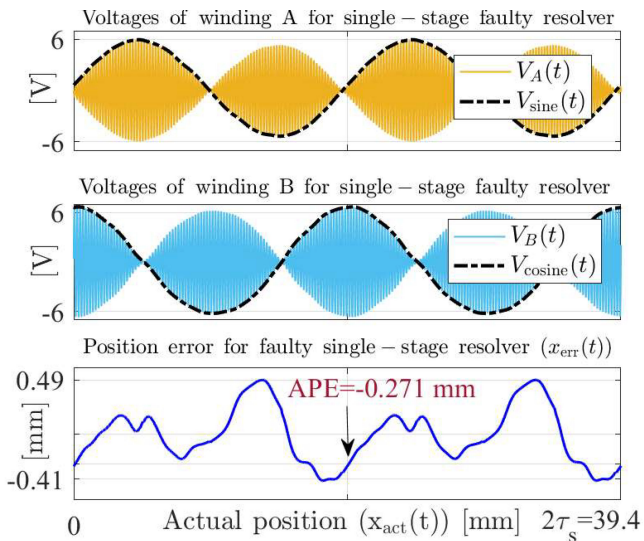 Voltages of winding A for single − stage faulty resolver
6
[V]
-6
V_A(t)
V_sine(t)
Voltages of winding B for single − stage faulty resolver
6
[V]
-6
V_B(t)
V_cosine(t)
Position error for faulty single − stage resolver (x_err(t))
0.49
[mm]
-0.41
APE=-0.271 mm
0
Actual position (x_act(t)) [mm]
2τ_s=39.4